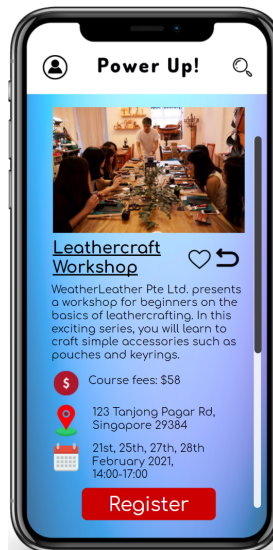 Power Up!
Leathercraft
Workshop
WeatherLeather Pte Ltd. presents
a workshop for beginners on the
basics of leathercrafting. In this
exciting series, you will learn to
craft simple accessories such as
pouches and keyrings.
$
Course fees: $58
123 Tanjong Pagar Rd,
Singapore 29384
21st, 25th, 27th, 28th
February 2021,
14:00-17:00
Register